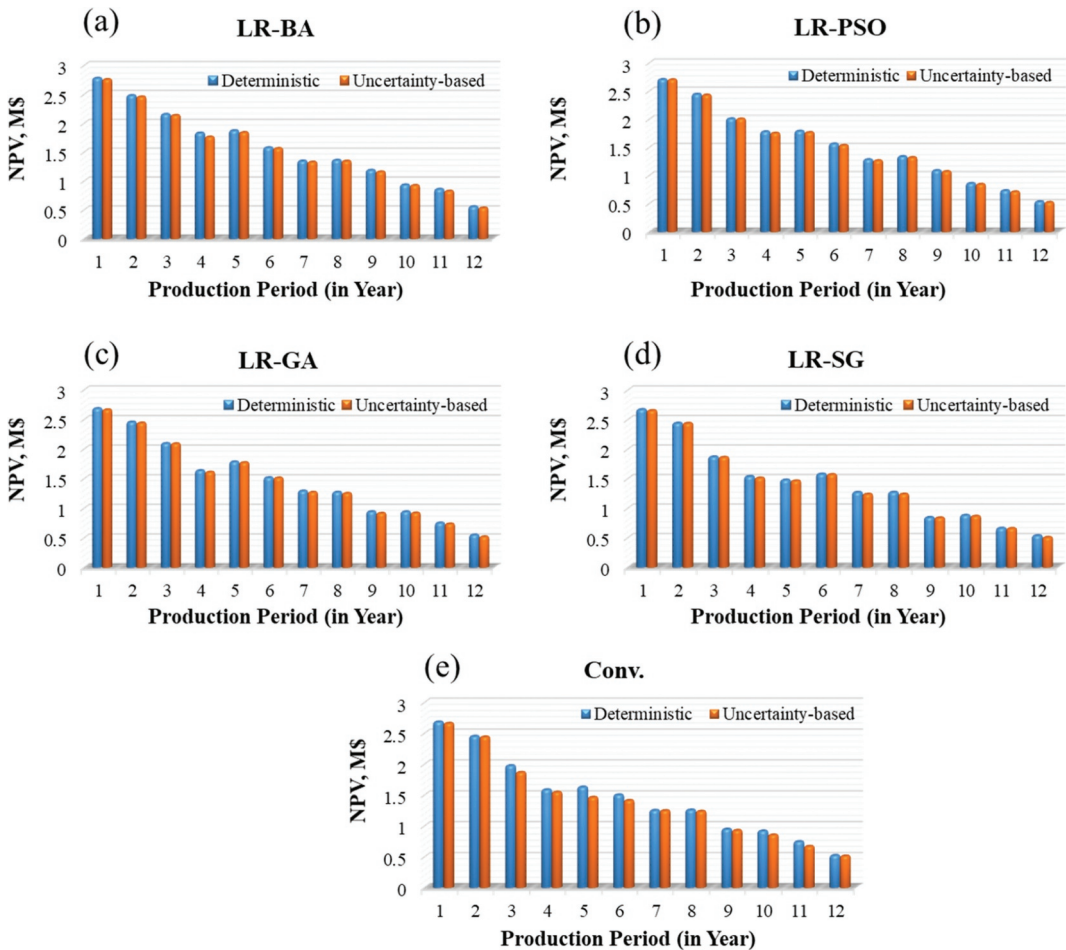 (a)
LR-BA
Deterministic Uncertainty-based
NPV, M$
3
2.5
2
1.5
1
0.5
0
1 2 3 4 5 6 7 8 9 10 11 12
Production Period (in Year)
(b)
LR-PSO
Deterministic Uncertainty-based
NPV, M$
3
2.5
2
1.5
1
0.5
0
1 2 3 4 5 6 7 8 9 10 11 12
Production Period (in Year)
(c)
LR-GA
Deterministic Uncertainty-based
NPV, M$
3
2.5
2
1.5
1
0.5
0
1 2 3 4 5 6 7 8 9 10 11 12
Production Period (in Year)
(d)
LR-SG
Deterministic Uncertainty-based
NPV, M$
3
2.5
2
1.5
1
0.5
0
1 2 3 4 5 6 7 8 9 10 11 12
Production Period (in Year)
(e)
Conv.
Deterministic Uncertainty-based
NPV, M$
3
2.5
2
1.5
1
0.5
0
1 2 3 4 5 6 7 8 9 10 11 12
Production Period (in Year)